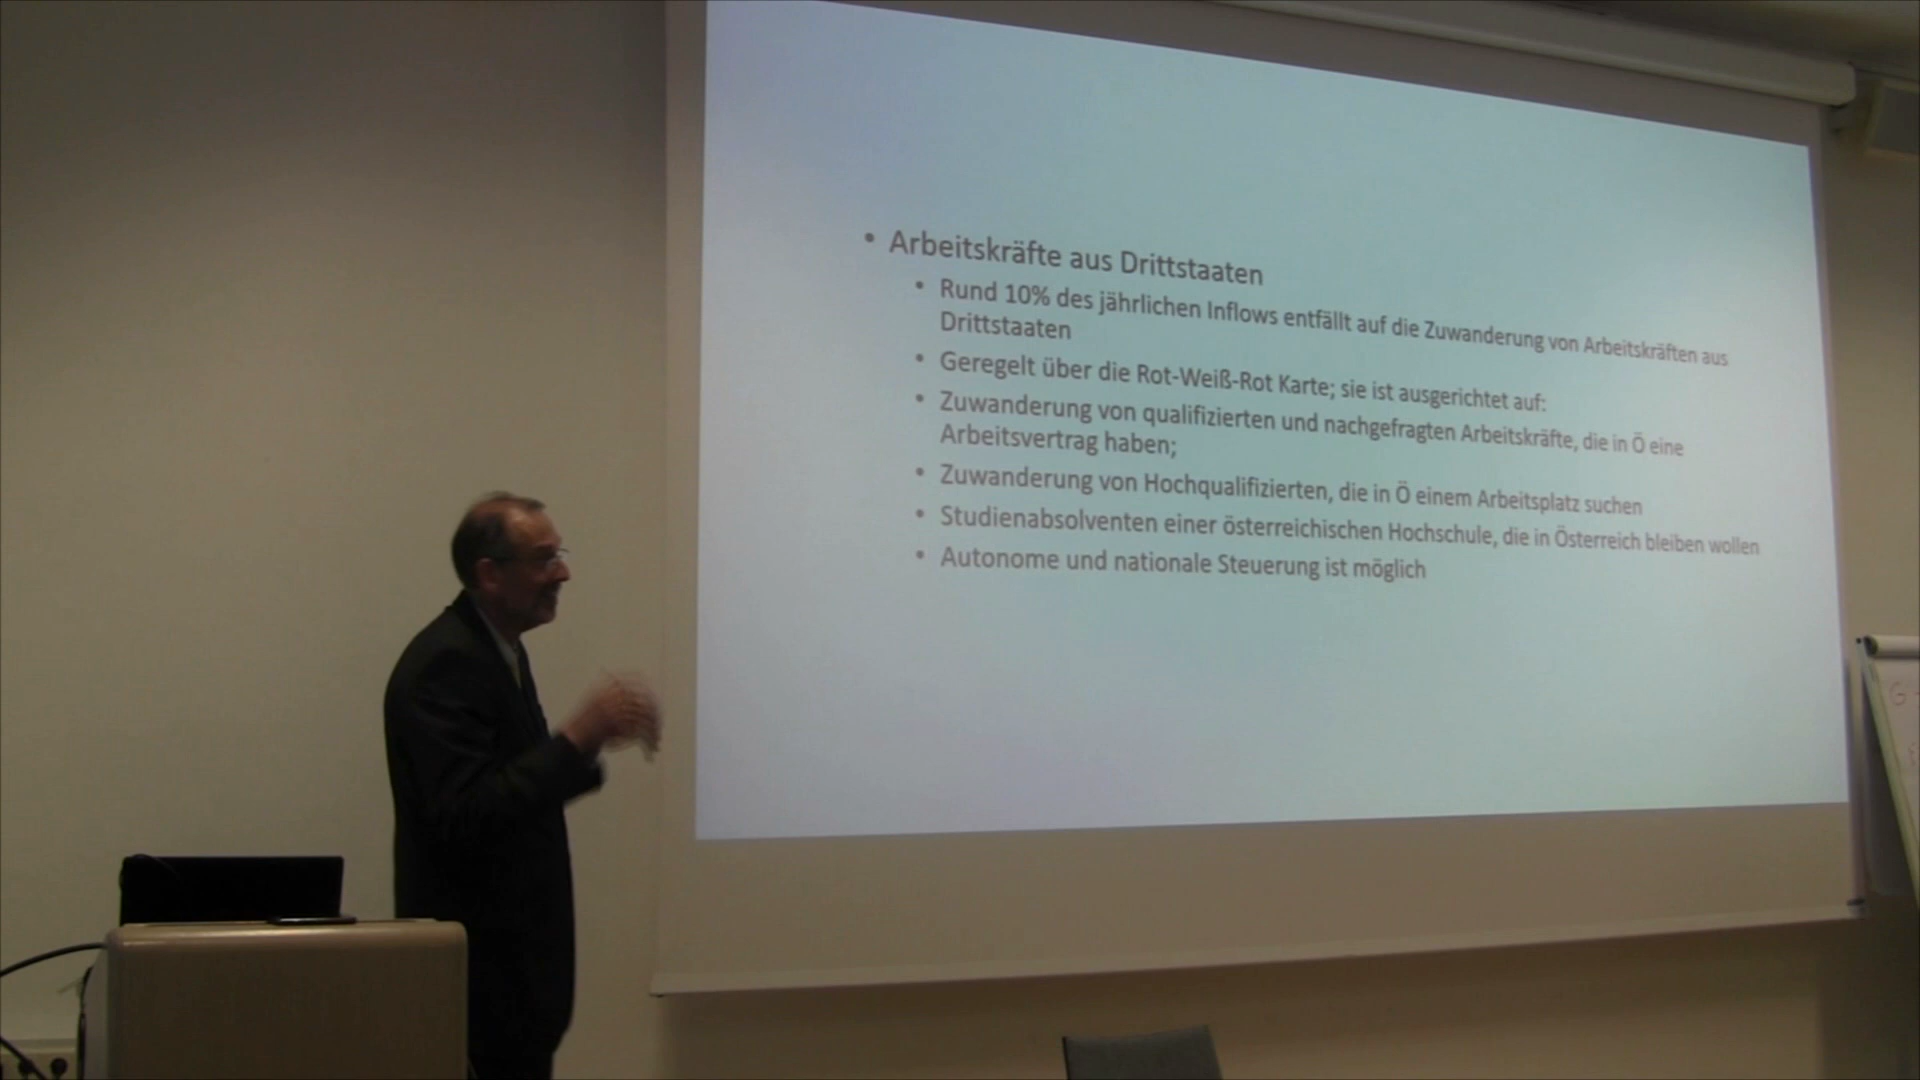 • Arbeitskräfte aus Drittstaaten
• Rund 10% des jährlichen Inflows entfällt auf die Zuwanderung von Arbeitskräften aus
Drittstaaten
• Geregelt über die Rot-Weiß-Rot Karte; sie ist ausgerichtet auf:
• Zuwanderung von qualifizierten und nachgefragten Arbeitskräfte, die in Ö eine
Arbeitsvertrag haben;
• Zuwanderung von Hochqualifizierten, die in Ö einem Arbeitsplatz suchen
• Studienabsolventen einer österreichischen Hochschule, die in Österreich bleiben wollen
• Autonome und nationale Steuerung ist möglich